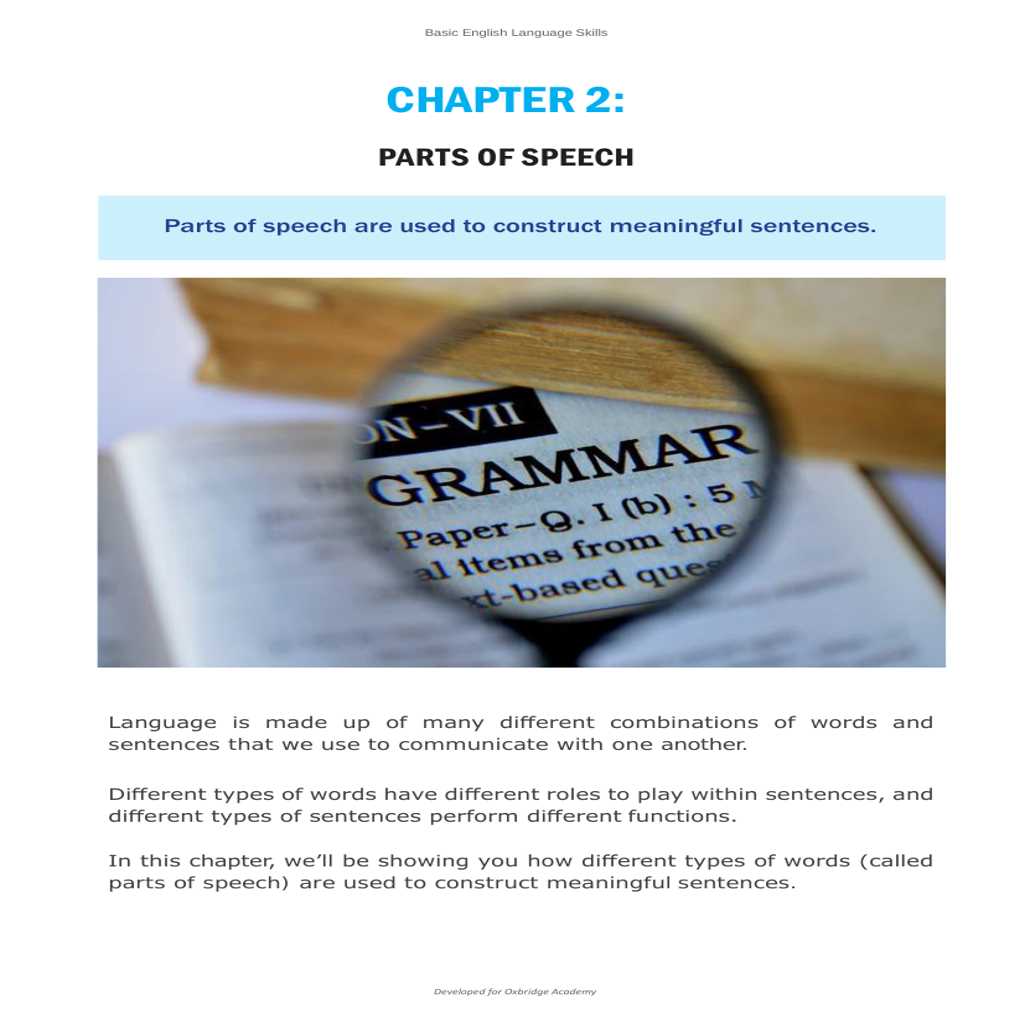 Basic English Language Skills
CHAPTER 2:
PARTS OF SPEECH
Parts of speech are used to construct meaningful sentences.
ON–VII
GRAMMAR
Paper–Q. I (b) : 5
al items from the
xt-based ques
Language is made up of many different combinations of words and
sentences that we use to communicate with one another.
Different types of words have different roles to play within sentences, and
different types of sentences perform different functions.
In this chapter, we’ll be showing you how different types of words (called
parts of speech) are used to construct meaningful sentences.
Developed for Oxbridge Academy